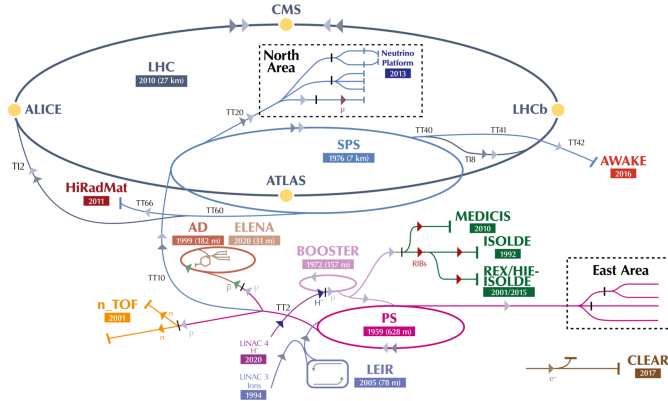 CMS
LHC
2010 (27 km)
North
Area
Neutrino
Platform
2013
μ
ALICE
LHCb
TT20
SPS
1976 (7 km)
TT40
TT41
TI8
TT42
AWAKE
2016
TI2
HiRadMat
2011
TT66
TT60
ATLAS
AD
1999 (182 m)
ELENA
2020 (31 m)
BOOSTER
1972 (157 m)
MEDICIS
2010
ISOLDE
1992
RIBs
REX/HIE-
ISOLDE
2001/2015
East Area
TT10
p
p
H-
p
n_TOF
2001
n
n
p
TT2
PS
1959 (628 m)
LINAC 4
H-
2020
LINAC 3
Ions
1994
LEIR
2005 (78 m)
e-
CLEAR
2017